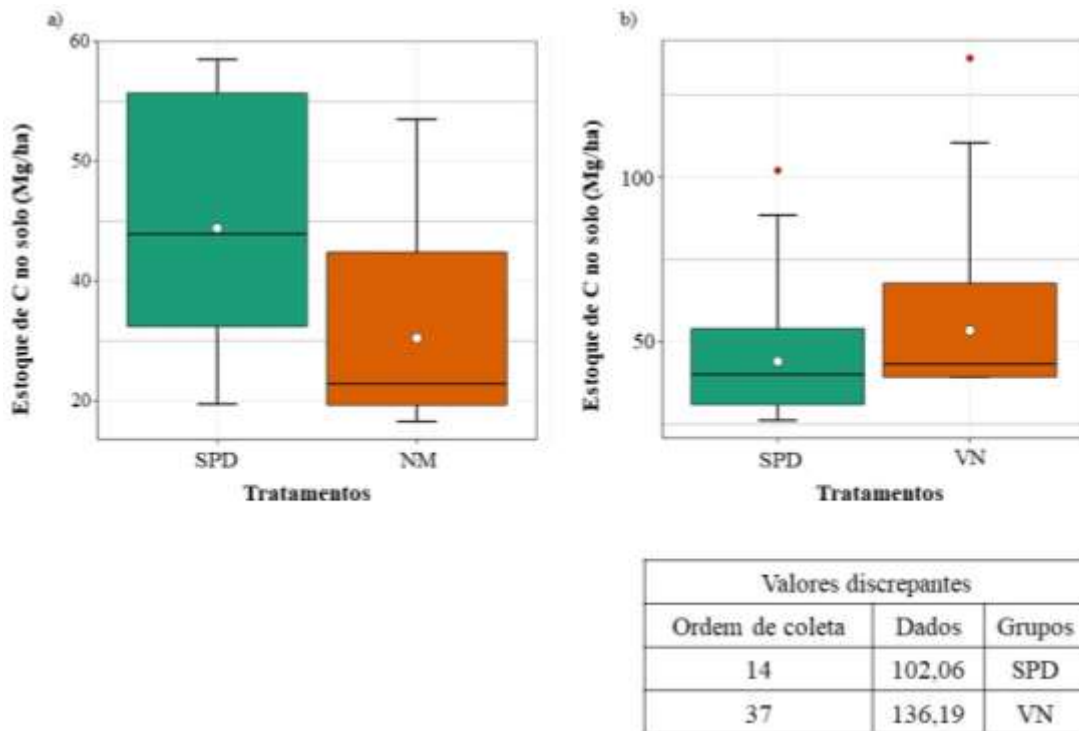 a)
Estoque de C no solo (Mg/ha)
60
50
40
20
SPD NM
Tratamentos
b)
Estoque de C no solo (Mg/ha)
100
50
SPD VN
Tratamentos
Valores discrepantes
Ordem de coleta Dados Grupos
14 102,06 SPD
37 136,19 VN